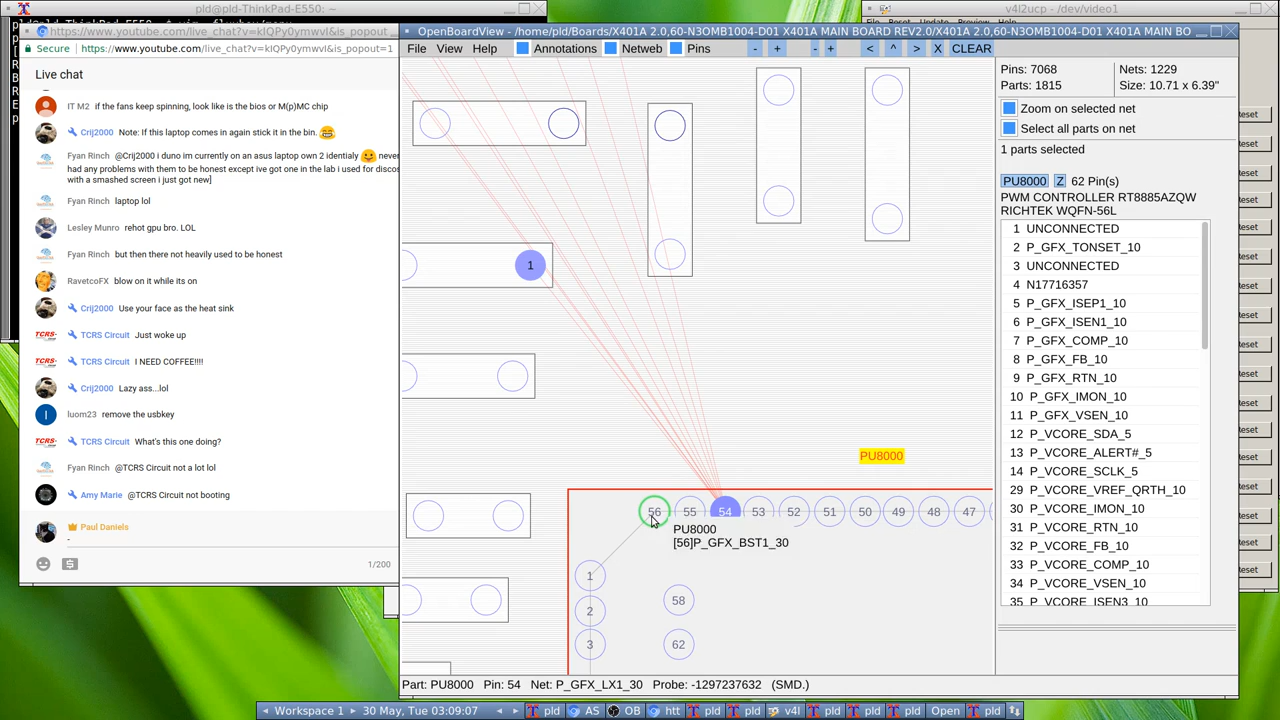 pld@pld-ThinkPad-E550: ~
v4l2ucp - /dev/video1
https://www.youtube.com/live_chat?v=kIQPy0ymwvI&is_popout
Secure
https://www.youtube.com/live_chat?v=kIQPy0ymwvI&is_popout=1
Live chat
IT M2 if the fans keep spinning, look like is the bios or M(p)MC chip
Crij2000 Note: If this laptop comes in again stick it in the bin. 😁
Fyan Rinch @Crij2000 i duno im currently on an asus laptop own 2 identialy 😛 never
had any problems with them to be honest except ive got one in the lab i used for discos
with a smashed screen i just got new]
Fyan Rinch laptop lol
Lesley Munro rehot gpu bro. LOL
Fyan Rinch but then there not heavily used to be honest
RavetcoFX blow on it while its on
Crij2000 Use your face as the heat sink
TCRS Circuit Just woke up
TCRS Circuit I NEED COFFEE!!!!
Crij2000 Lazy ass...lol
luom23 remove the usbkey
TCRS Circuit What's this one doing?
Fyan Rinch @TCRS Circuit not a lot lol
Amy Marie @TCRS Circuit not booting
Paul Daniels
1/200
OpenBoardView - /home/pld/Boards/X401A 2.0,60-N3OMB1004-D01 X401A MAIN BOARD REV2.0/X401A 2.0,60-N3OMB1004-D01 X401A MAIN BO
File View Help Annotations Netweb Pins - + - + < ^ > X CLEAR
1
PU8000
56 55 54 53 52 51 50 49 48 47
PU8000
[56]P_GFX_BST1_30
1
58
2
3
62
Part: PU8000 Pin: 54 Net: P_GFX_LX1_30 Probe: -1297237632 (SMD.)
Pins: 7068
Parts: 1815
Nets: 1229
Size: 10.71 x 6.39"
Zoom on selected net
Select all parts on net
1 parts selected
PU8000 Z 62 Pin(s)
PWM CONTROLLER RT8885AZQW
RICHTEK WQFN-56L
1 UNCONNECTED
2 P_GFX_TONSET_10
3 UNCONNECTED
4 N17716357
5 P_GFX_ISEP1_10
6 P_GFX_ISEN1_10
7 P_GFX_COMP_10
8 P_GFX_FB_10
9 P_GFX_RTN_10
10 P_GFX_IMON_10
11 P_GFX_VSEN_10
12 P_VCORE_SDA_5
13 P_VCORE_ALERT#_5
14 P_VCORE_SCLK_5
29 P_VCORE_VREF_QRTH_10
30 P_VCORE_IMON_10
31 P_VCORE_RTN_10
32 P_VCORE_FB_10
33 P_VCORE_COMP_10
34 P_VCORE_VSEN_10
35 P_VCORE_ISEN3_10
Workspace 1 30 May, Tue 03:09:07 pld AS OB htt pld pld v4l pld pld pld Open pld